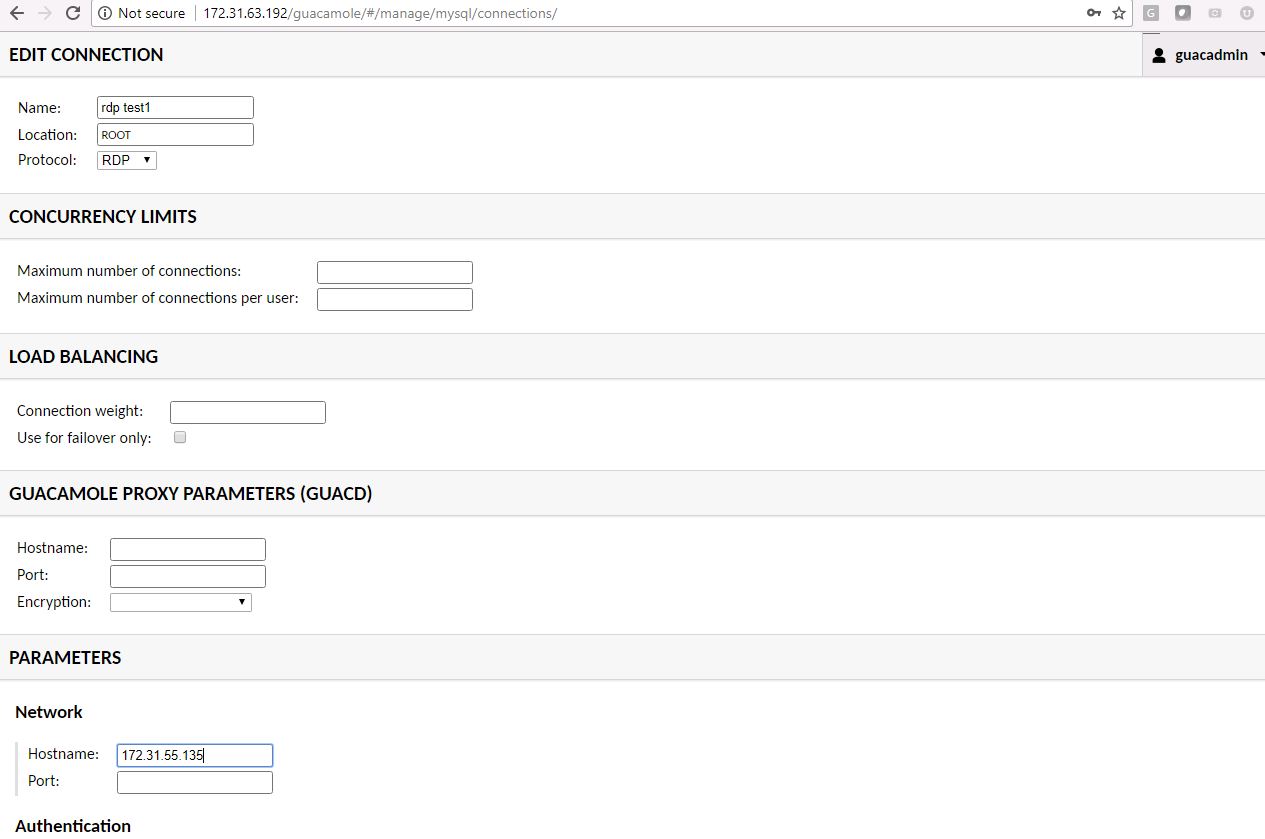 Not secure 172.31.63.192/guacamole/#/manage/mysql/connections/
EDIT CONNECTION
guacadmin
Name: rdp test1
Location: ROOT
Protocol: RDP
CONCURRENCY LIMITS
Maximum number of connections:
Maximum number of connections per user:
LOAD BALANCING
Connection weight:
Use for failover only:
GUACAMOLE PROXY PARAMETERS (GUACD)
Hostname:
Port:
Encryption:
PARAMETERS
Network
Hostname: 172.31.55.135
Port:
Authentication